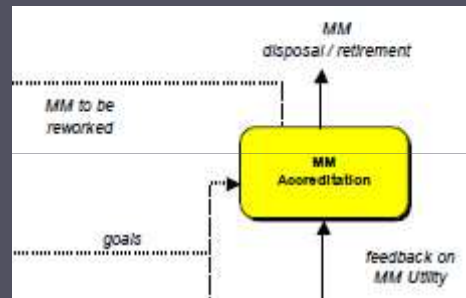 MM
disposal / retirement
MM to be
reworked
MM
Accreditation
goals
feedback on
MM Utility